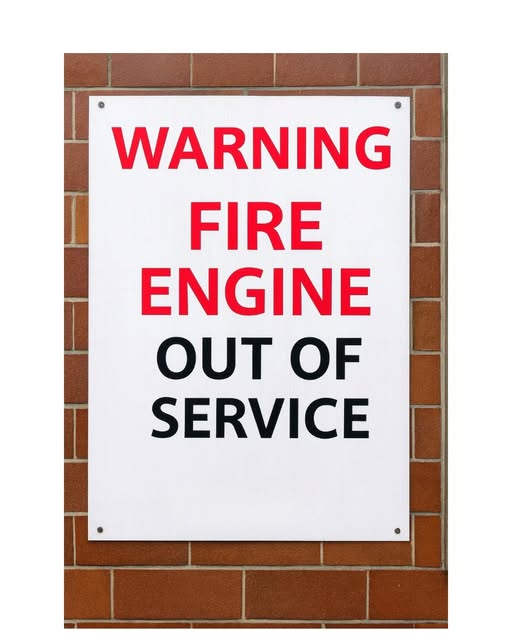 WARNING
FIRE
ENGINE
OUT OF
SERVICE